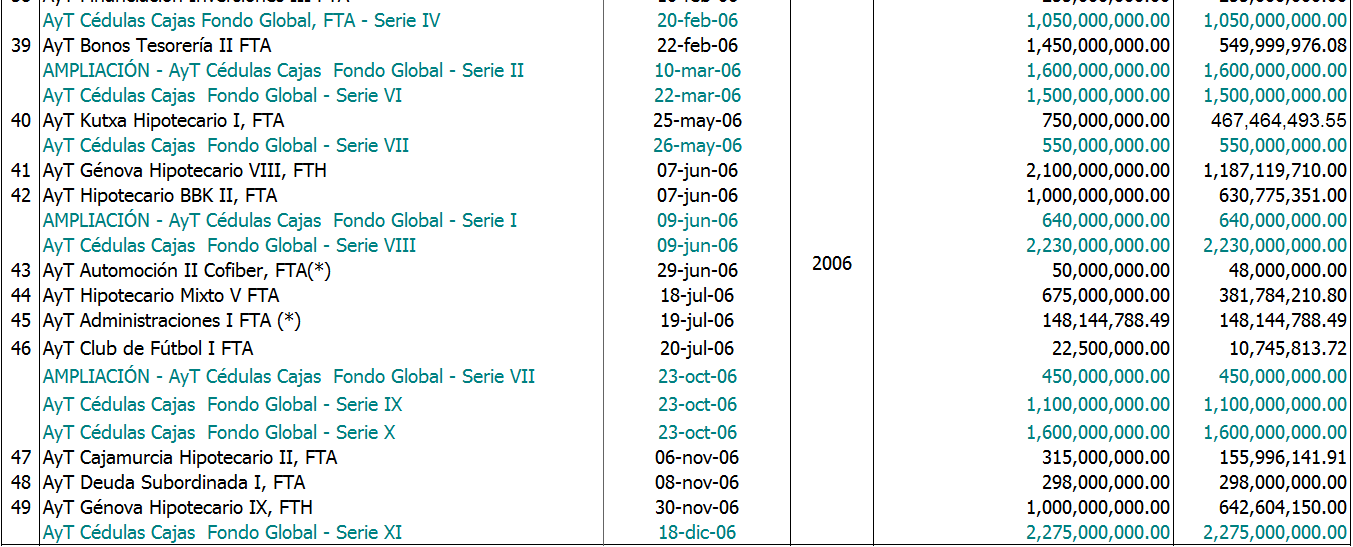 AyT Cédulas Cajas Fondo Global, FTA - Serie IV 20-feb-06 1,050,000,000.00 1,050,000,000.00
39 AyT Bonos Tesorería II FTA 22-feb-06 1,450,000,000.00 549,999,976.08
AMPLIACIÓN - AyT Cédulas Cajas Fondo Global - Serie II 10-mar-06 1,600,000,000.00 1,600,000,000.00
AyT Cédulas Cajas Fondo Global - Serie VI 22-mar-06 1,500,000,000.00 1,500,000,000.00
40 AyT Kutxa Hipotecario I, FTA 25-may-06 750,000,000.00 467,464,493.55
AyT Cédulas Cajas Fondo Global - Serie VII 26-may-06 550,000,000.00 550,000,000.00
41 AyT Génova Hipotecario VIII, FTH 07-jun-06 2,100,000,000.00 1,187,119,710.00
42 AyT Hipotecario BBK II, FTA 07-jun-06 1,000,000,000.00 630,775,351.00
AMPLIACIÓN - AyT Cédulas Cajas Fondo Global - Serie I 09-jun-06 640,000,000.00 640,000,000.00
AyT Cédulas Cajas Fondo Global - Serie VIII 09-jun-06 2,230,000,000.00 2,230,000,000.00
43 AyT Automoción II Cofiber, FTA(*) 29-jun-06 2006 50,000,000.00 48,000,000.00
44 AyT Hipotecario Mixto V FTA 18-jul-06 675,000,000.00 381,784,210.80
45 AyT Administraciones I FTA (*) 19-jul-06 148,144,788.49 148,144,788.49
46 AyT Club de Fútbol I FTA 20-jul-06 22,500,000.00 10,745,813.72
AMPLIACIÓN - AyT Cédulas Cajas Fondo Global - Serie VII 23-oct-06 450,000,000.00 450,000,000.00
AyT Cédulas Cajas Fondo Global - Serie IX 23-oct-06 1,100,000,000.00 1,100,000,000.00
AyT Cédulas Cajas Fondo Global - Serie X 23-oct-06 1,600,000,000.00 1,600,000,000.00
47 AyT Cajamurcia Hipotecario II, FTA 06-nov-06 315,000,000.00 155,996,141.91
48 AyT Deuda Subordinada I, FTA 08-nov-06 298,000,000.00 298,000,000.00
49 AyT Génova Hipotecario IX, FTH 30-nov-06 1,000,000,000.00 642,604,150.00
AyT Cédulas Cajas Fondo Global - Serie XI 18-dic-06 2,275,000,000.00 2,275,000,000.00